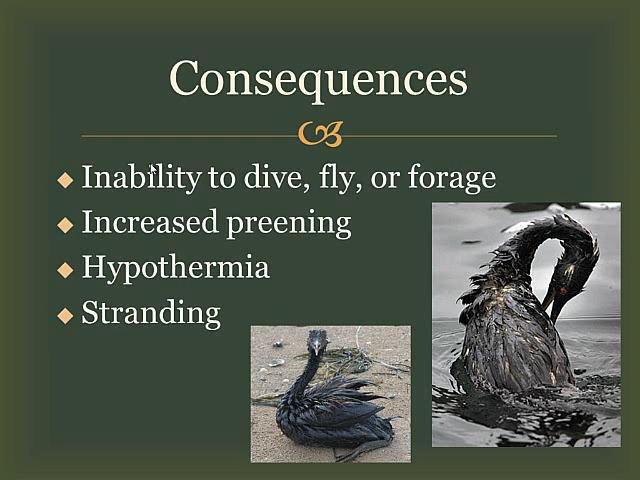 Consequences
Inability to dive, fly, or forage
Increased preening
Hypothermia
Stranding